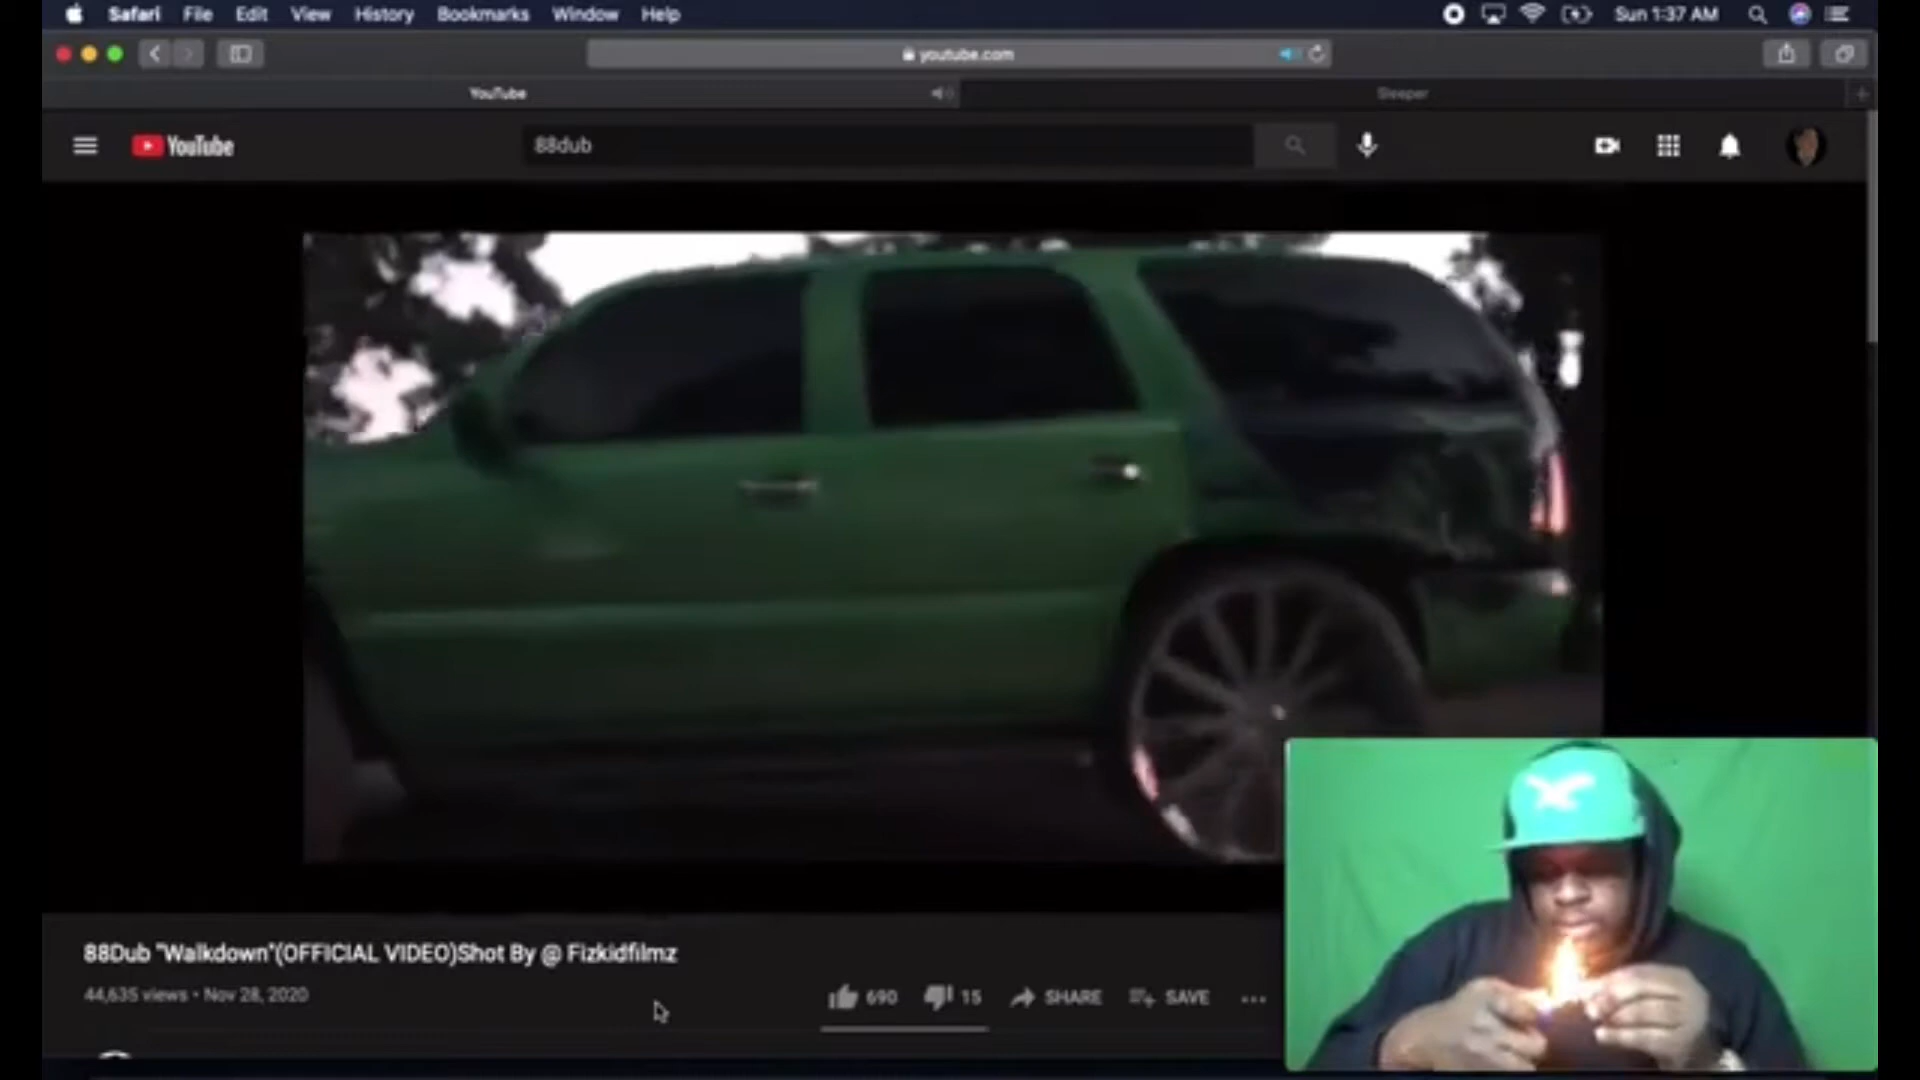 Safari File Edit View History Bookmarks Window Help Sun 1:37 AM
youtube.com
YouTube Sleeper
YouTube 88dub
88Dub "Walkdown"(OFFICIAL VIDEO)Shot By @ Fizkidfilmz
44,635 views • Nov 28, 2020 690 15 SHARE SAVE